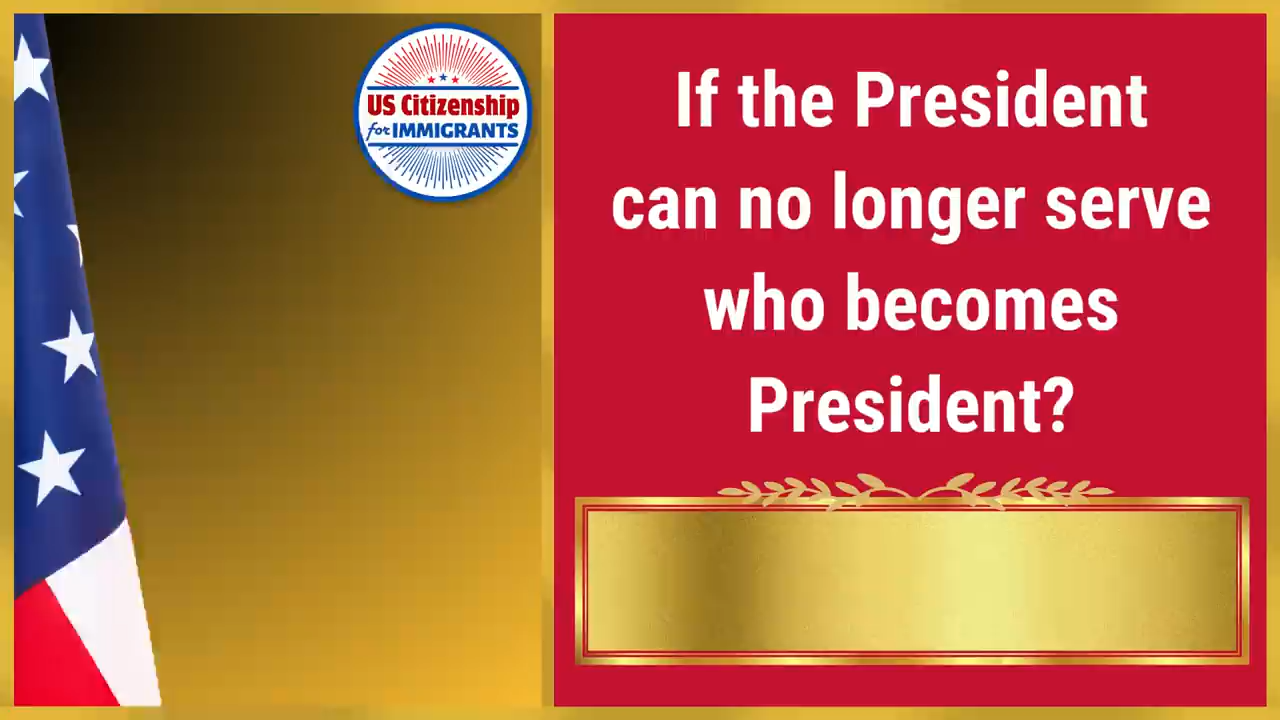 US Citizenship
for IMMIGRANTS
If the President
can no longer serve
who becomes
President?